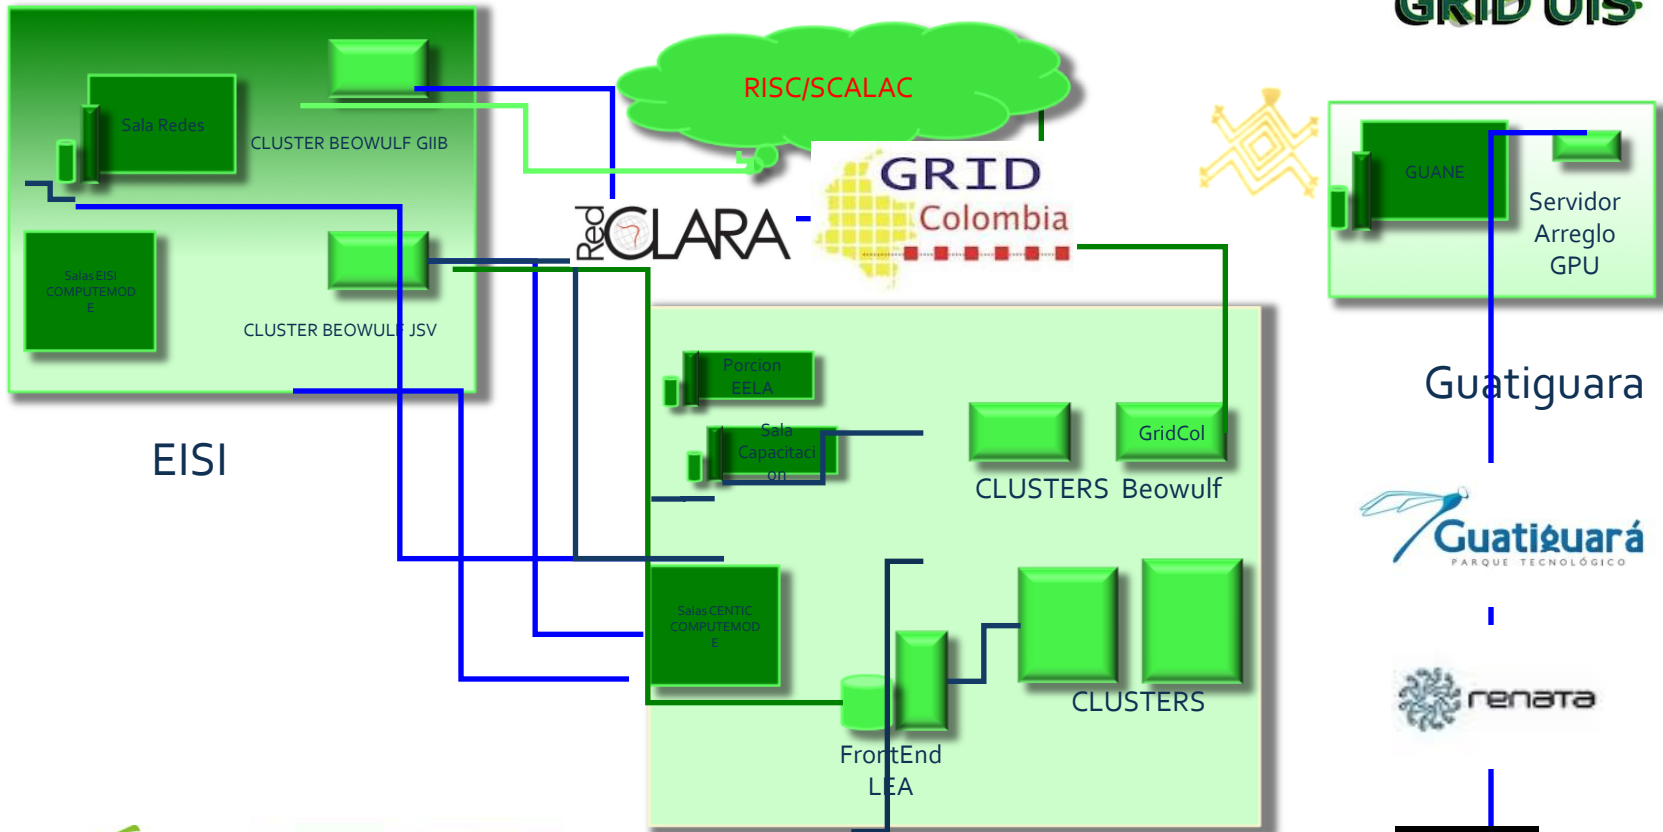 GRID UIS
RISC/SCALAC
Sala Redes
CLUSTER BEOWULF GIIB
GRID
Colombia
Red
CLARA
GUANE
Servidor
Arreglo
GPU
Salas EISI
COMPUTEMOD
E
CLUSTER BEOWULF JSV
EISI
Porcion
EELA
Sala
Capacitaci
on
GridCol
CLUSTERS Beowulf
Guatiguara
Guatiguará
PARQUE TECNOLÓGICO
Salas CENTIC
COMPUTEMOD
E
CLUSTERS
renata
FrontEnd
LEA